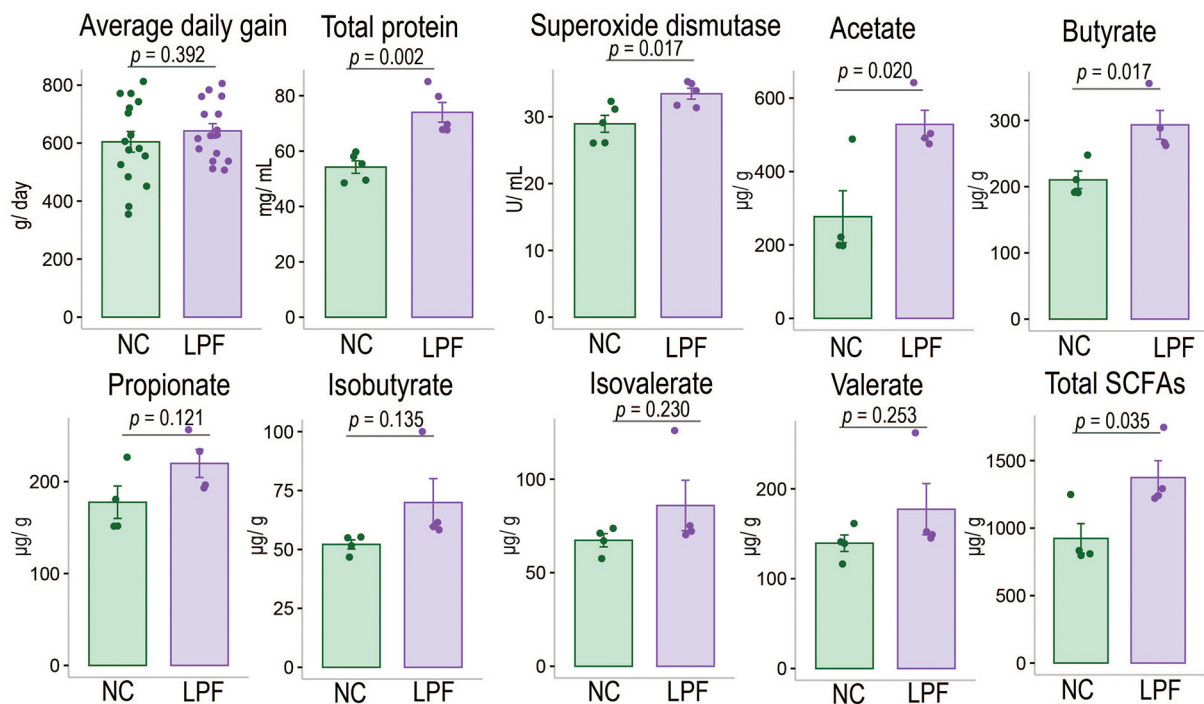 Average daily gain
p = 0.392
g/ day
800
600
400
200
0
NC LPF
Total protein
p = 0.002
mg/ mL
80
60
40
20
0
NC LPF
Superoxide dismutase
p = 0.017
U/ mL
30
20
10
0
NC LPF
Acetate
p = 0.020
µg/ g
600
400
200
0
NC LPF
Butyrate
p = 0.017
µg/ g
300
200
100
0
NC LPF
Propionate
p = 0.121
µg/ g
200
100
0
NC LPF
Isobutyrate
p = 0.135
µg/ g
100
75
50
25
0
NC LPF
Isovalerate
p = 0.230
µg/ g
100
50
0
NC LPF
Valerate
p = 0.253
µg/ g
200
100
0
NC LPF
Total SCFAs
p = 0.035
µg/ g
1500
1000
500
0
NC LPF